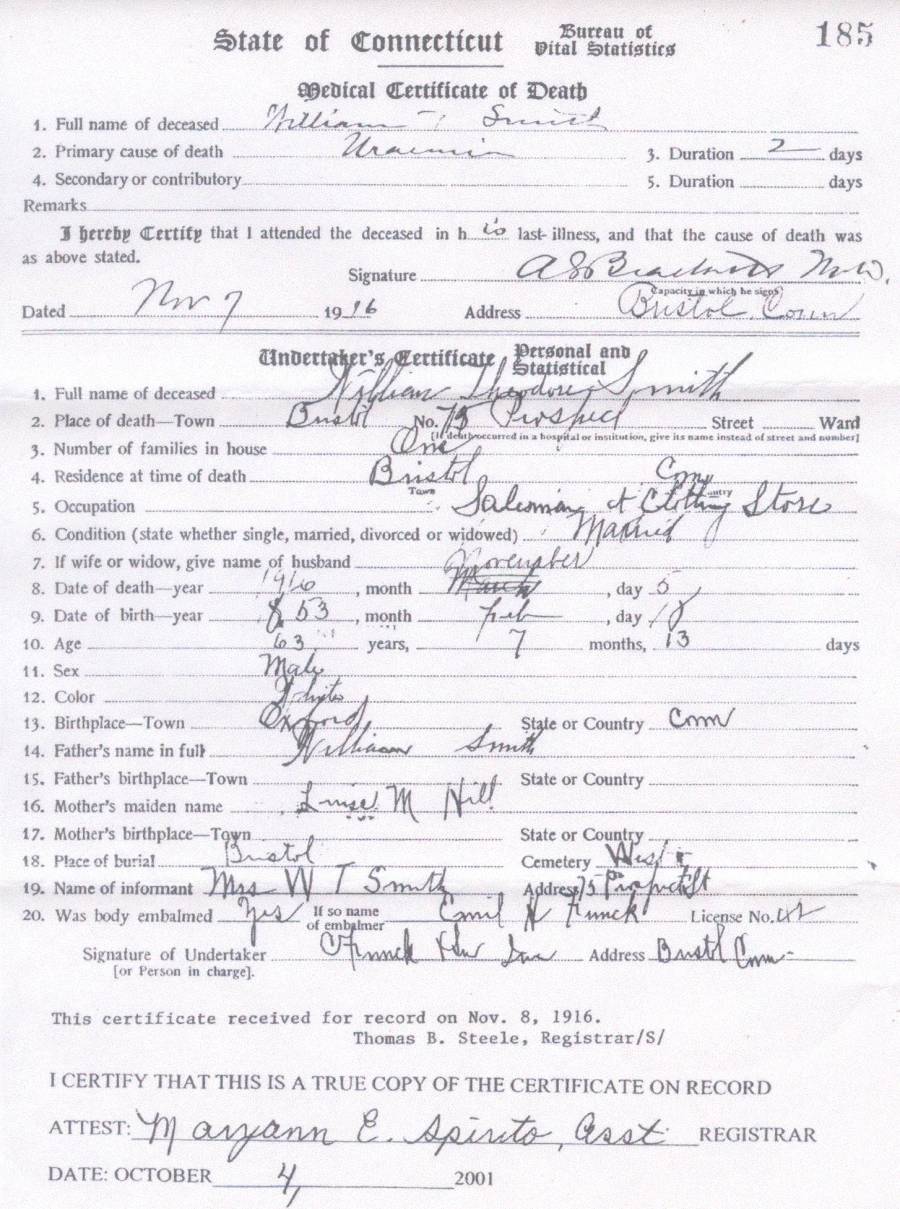 State of Connecticut Bureau of Vital Statistics 185
Medical Certificate of Death
1. Full name of deceased William T Smith
2. Primary cause of death Uraemia 3. Duration 2 days
4. Secondary or contributory 5. Duration days
Remarks
I hereby Certify that I attended the deceased in his last illness, and that the cause of death was
as above stated.
Signature M.D.
Capacity in which he signs
Dated Nov 7 1916 Address Bristol, Conn
Undertaker's Certificate Personal and Statistical
1. Full name of deceased William Theodore Smith
2. Place of death—Town Bristol No. 75 Prospect Street Ward
[If death occurred in a hospital or institution, give its name instead of street and number]
3. Number of families in house One
4. Residence at time of death Bristol Conn
Town Country
5. Occupation Salesman at Clothing Store
6. Condition (state whether single, married, divorced or widowed) Married
7. If wife or widow, give name of husband
8. Date of death—year 1916, month November, day 5
9. Date of birth—year 1853, month Feb, day 18
10. Age 63 years, 7 months, 13 days
11. Sex Male
12. Color White
13. Birthplace—Town Oxford State or Country Conn
14. Father's name in full William Smith
15. Father's birthplace—Town State or Country
16. Mother's maiden name Luise M Hill
17. Mother's birthplace—Town State or Country
18. Place of burial Bristol Cemetery West
19. Name of informant Mrs W T Smith Address 75 Prospect St
20. Was body embalmed Yes If so name of embalmer Emil H Funck License No.
Signature of Undertaker C Funck Address Bristol Conn
[or Person in charge].
This certificate received for record on Nov. 8, 1916.
Thomas B. Steele, Registrar/S/
I CERTIFY THAT THIS IS A TRUE COPY OF THE CERTIFICATE ON RECORD
ATTEST: Maryann E. Spirito, Asst. REGISTRAR
DATE: OCTOBER 4, 2001